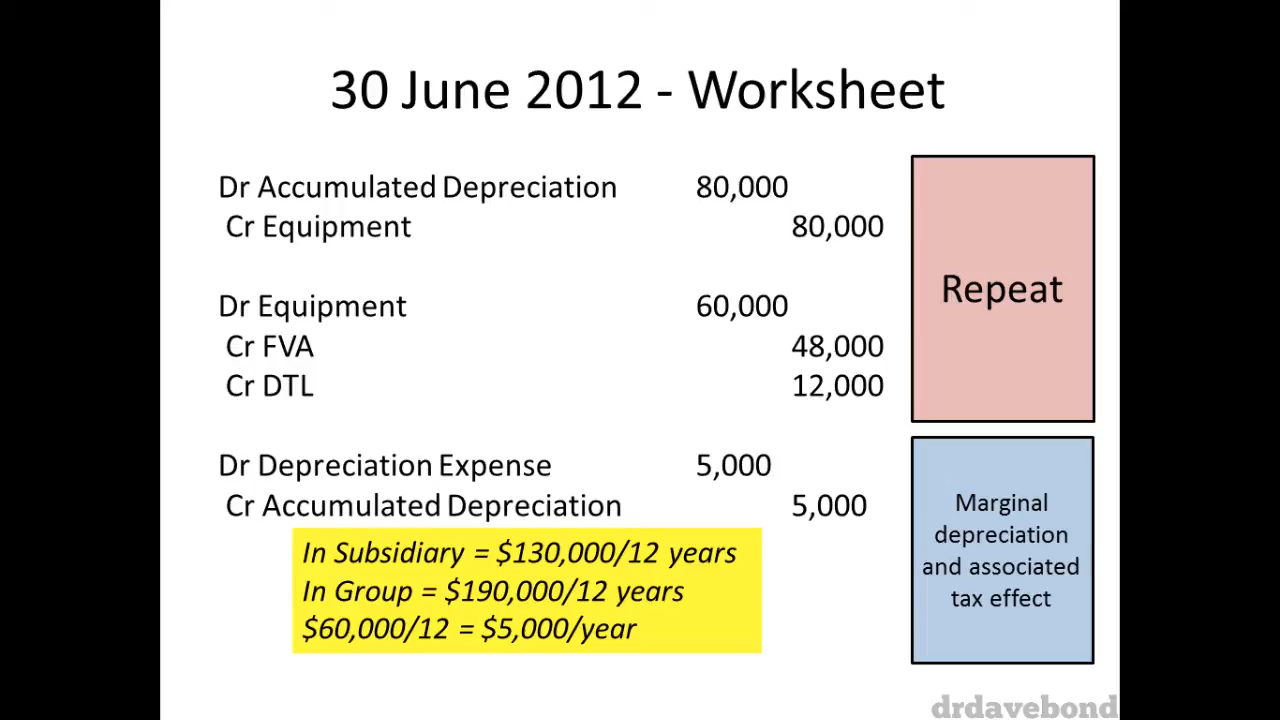 30 June 2012 - Worksheet
Dr Accumulated Depreciation 80,000
Cr Equipment 80,000
Dr Equipment 60,000
Cr FVA 48,000
Cr DTL 12,000
Repeat
Dr Depreciation Expense 5,000
Cr Accumulated Depreciation 5,000
In Subsidiary = $130,000/12 years
In Group = $190,000/12 years
$60,000/12 = $5,000/year
Marginal
depreciation
and associated
tax effect
drdavebond